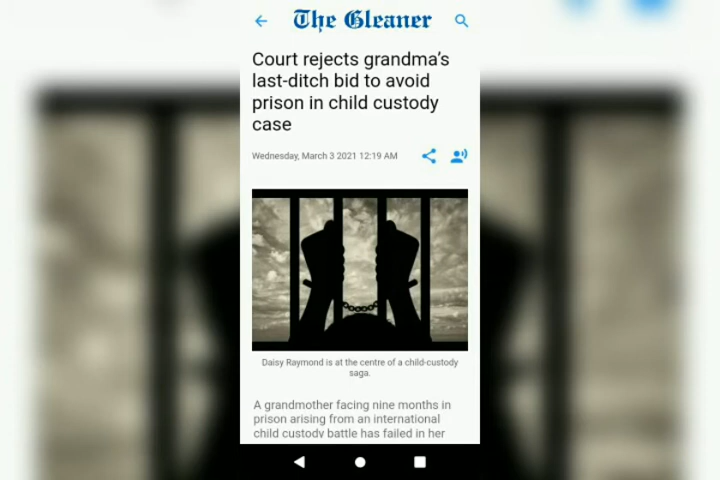 The Gleaner
Court rejects grandma's
last-ditch bid to avoid
prison in child custody
case
Wednesday, March 3 2021 12:19 AM
Daisy Raymond is at the centre of a child-custody
saga.
A grandmother facing nine months in
prison arising from an international
child custody battle has failed in her